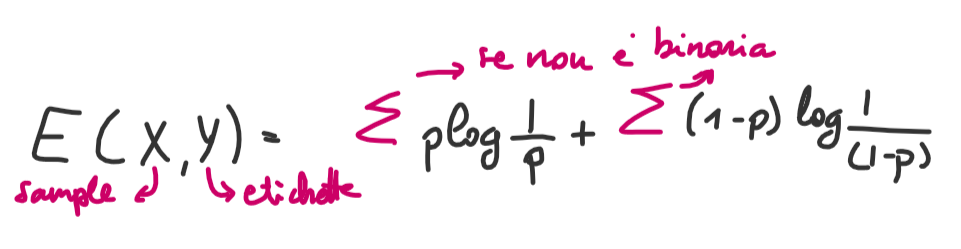 → se non è binaria
E(X,Y) = Σ p log 1/p + Σ (1-p) log 1/(1-p)
sample ↙ ↳ etichette